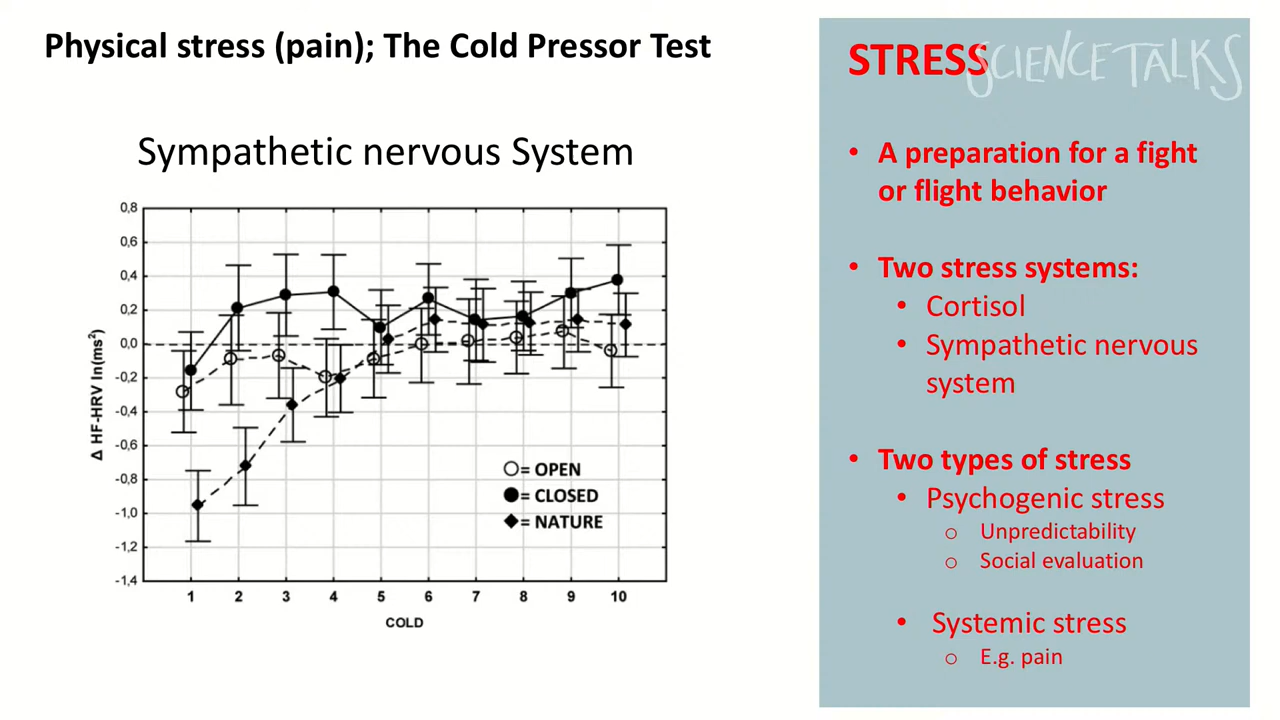 Physical stress (pain); The Cold Pressor Test
Sympathetic nervous System
0,8
0,6
0,4
0,2
0,0
-0,2
-0,4
-0,6
-0,8
-1,0
-1,2
-1,4
Δ HF-HRV ln(ms²)
= OPEN
= CLOSED
= NATURE
1 2 3 4 5 6 7 8 9 10
COLD
STRESS
SCIENCE TALKS
• A preparation for a fight
or flight behavior
• Two stress systems:
• Cortisol
• Sympathetic nervous
system
• Two types of stress
• Psychogenic stress
o Unpredictability
o Social evaluation
• Systemic stress
o E.g. pain